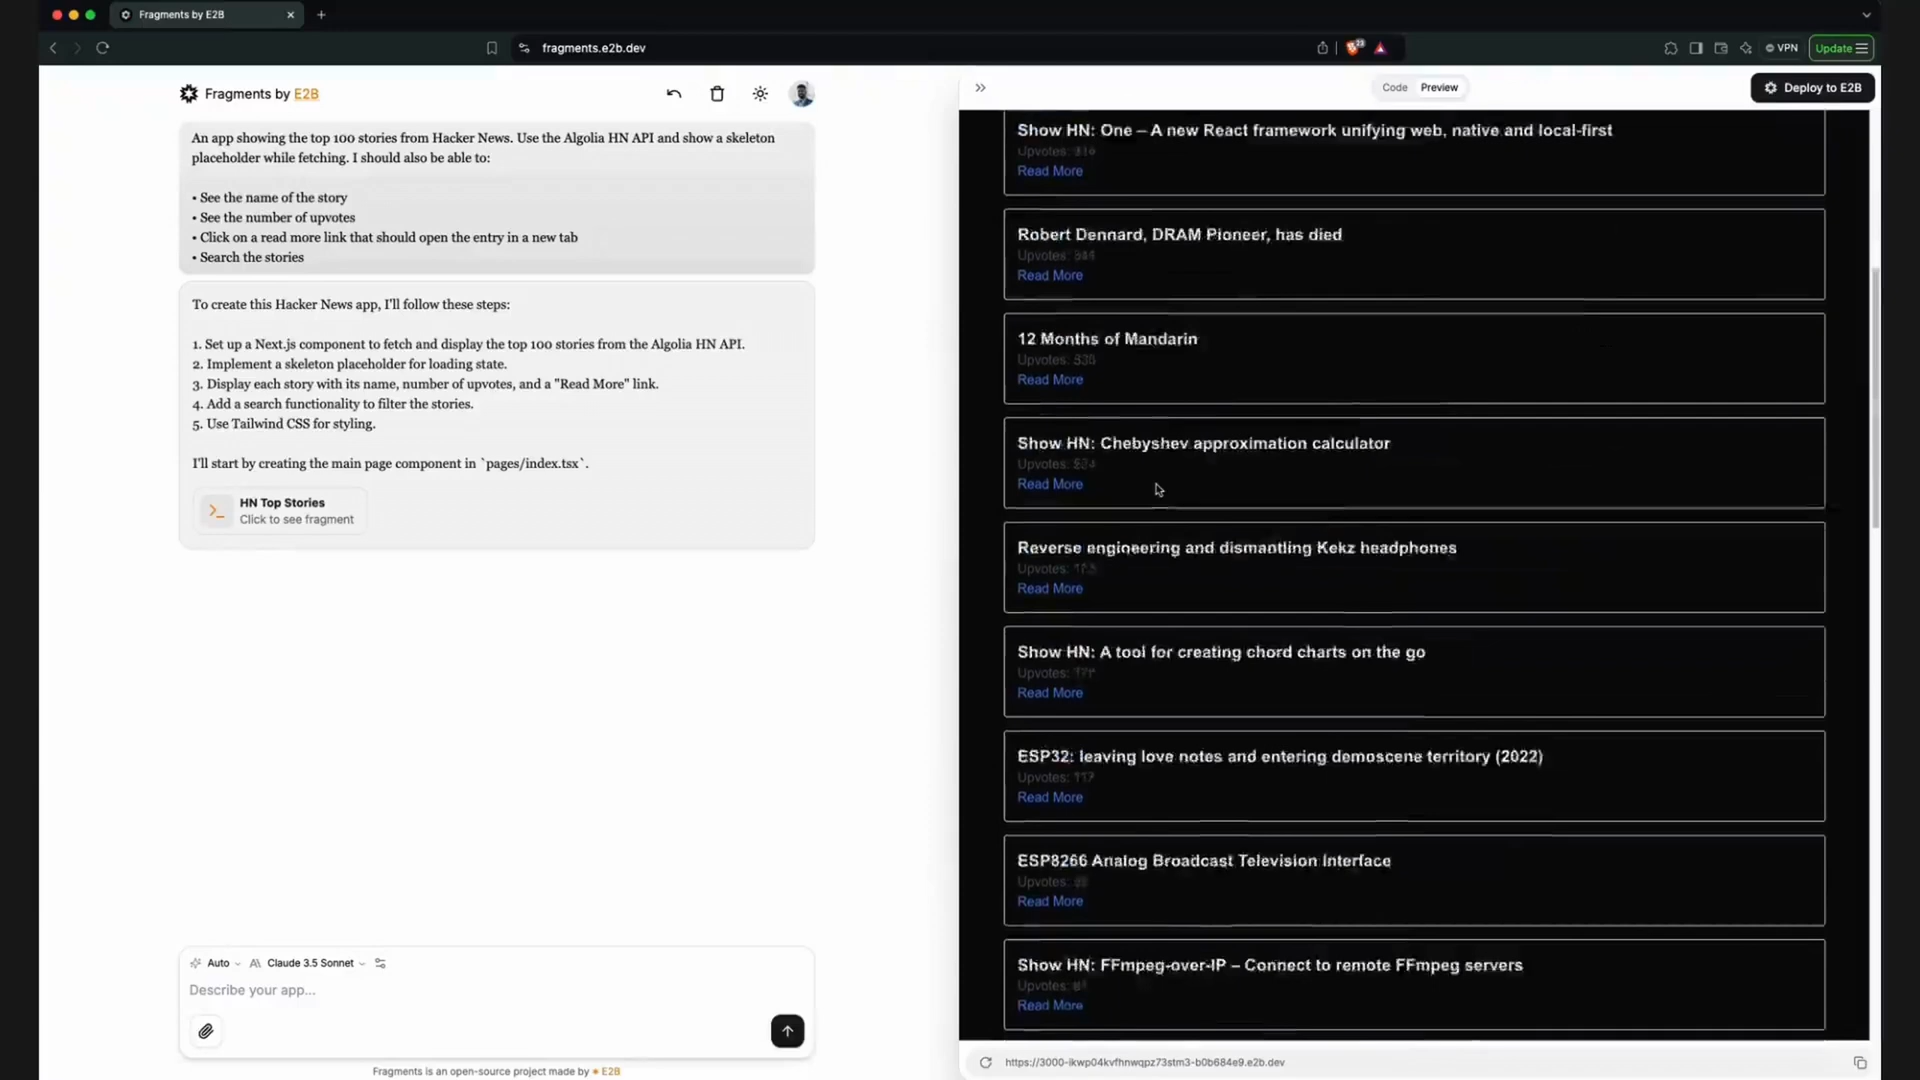 Fragments by E2B
fragments.e2b.dev
23
VPN
Update
Fragments by E2B
Code
Preview
Deploy to E2B
An app showing the top 100 stories from Hacker News. Use the Algolia HN API and show a skeleton
placeholder while fetching. I should also be able to:
• See the name of the story
• See the number of upvotes
• Click on a read more link that should open the entry in a new tab
• Search the stories
To create this Hacker News app, I'll follow these steps:
1. Set up a Next.js component to fetch and display the top 100 stories from the Algolia HN API.
2. Implement a skeleton placeholder for loading state.
3. Display each story with its name, number of upvotes, and a "Read More" link.
4. Add a search functionality to filter the stories.
5. Use Tailwind CSS for styling.
I'll start by creating the main page component in `pages/index.tsx`.
HN Top Stories
Click to see fragment
Auto
Claude 3.5 Sonnet
Describe your app...
Fragments is an open-source project made by E2B
Show HN: One – A new React framework unifying web, native and local-first
Upvotes:
Read More
Robert Dennard, DRAM Pioneer, has died
Upvotes:
Read More
12 Months of Mandarin
Upvotes:
Read More
Show HN: Chebyshev approximation calculator
Upvotes:
Read More
Reverse engineering and dismantling Kekz headphones
Upvotes:
Read More
Show HN: A tool for creating chord charts on the go
Upvotes:
Read More
ESP32: leaving love notes and entering demoscene territory (2022)
Upvotes: 117
Read More
ESP8266 Analog Broadcast Television Interface
Upvotes:
Read More
Show HN: FFmpeg-over-IP – Connect to remote FFmpeg servers
Upvotes:
Read More
https://3000-ikwp04kvfhnwqpz73stm3-b0b684e9.e2b.dev